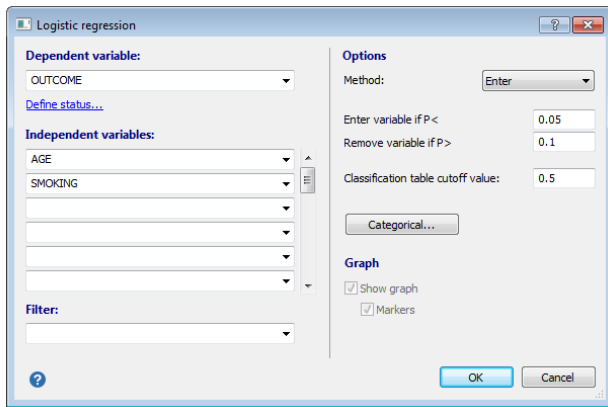 Logistic regression
Dependent variable:
OUTCOME
Define status...
Independent variables:
AGE
SMOKING
Filter:
Options
Method: Enter
Enter variable if P< 0.05
Remove variable if P> 0.1
Classification table cutoff value: 0.5
Categorical...
Graph
Show graph
Markers
? OK Cancel